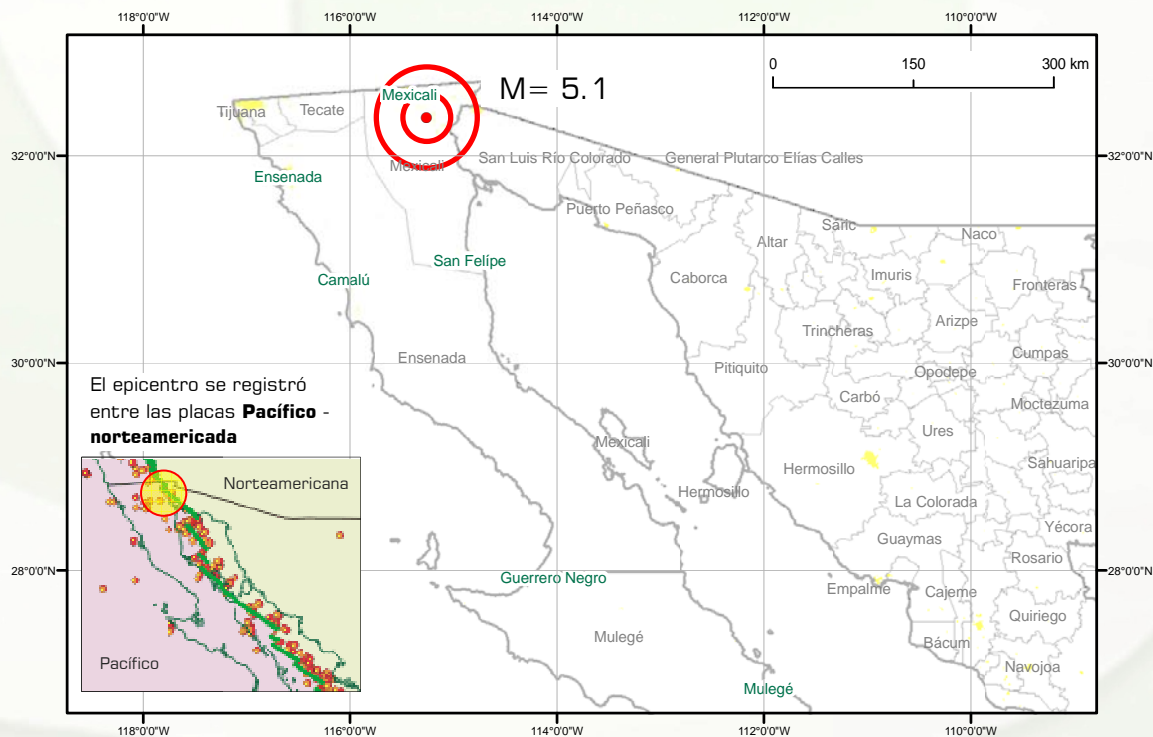 118°0'0"W
116°0'0"W
114°0'0"W
112°0'0"W
110°0'0"W
0
150
300 km
M= 5.1
Mexicali
Tijuana
Tecate
32°0'0"N
Mexicali
San Luis Río Colorado
General Plutarco Elías Calles
32°0'0"N
Ensenada
Puerto Peñasco
Altar
Sáric
Naco
San Felípe
Camalú
Caborca
Imuris
Fronteras
Trincheras
Arizpe
30°0'0"N
Ensenada
Pitiquito
Opodepe
Cumpas
30°0'0"N
Carbó
Moctezuma
El epicentro se registró
entre las placas Pacífico -
norteamericada
Mexicali
Ures
Hermosillo
Sahuaripa
Norteamericana
Hermosillo
La Colorada
Yécora
Guaymas
Rosario
28°0'0"N
Guerrero Negro
Empalme
Cajeme
28°0'0"N
Quiriego
Mulegé
Bácum
Pacífico
Navojoa
Mulegé
118°0'0"W
116°0'0"W
114°0'0"W
112°0'0"W
110°0'0"W